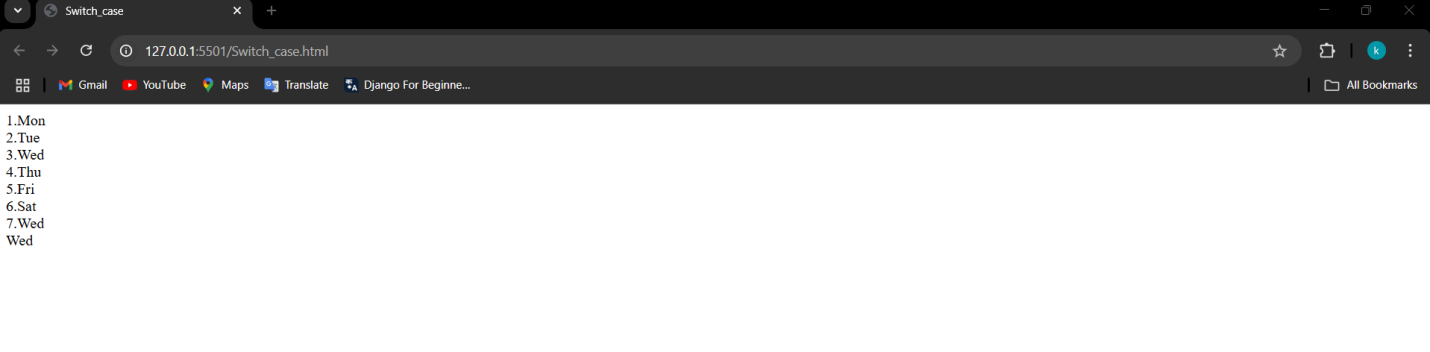 Switch_case
127.0.0.1:5501/Switch_case.html
k
Gmail YouTube Maps Translate Django For Beginne... All Bookmarks
1.Mon
2.Tue
3.Wed
4.Thu
5.Fri
6.Sat
7.Wed
Wed